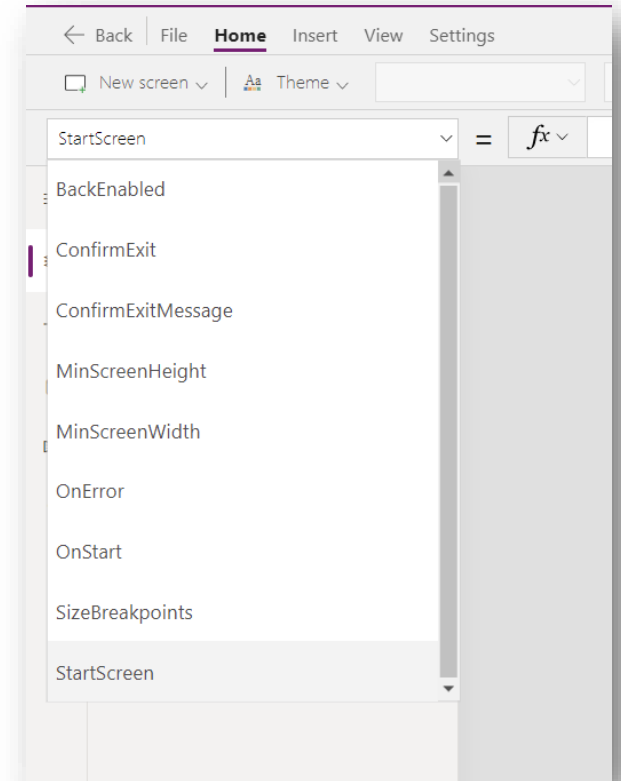 Back File Home Insert View Settings
New screen Aa Theme
StartScreen = fx
BackEnabled
ConfirmExit
ConfirmExitMessage
MinScreenHeight
MinScreenWidth
OnError
OnStart
SizeBreakpoints
StartScreen